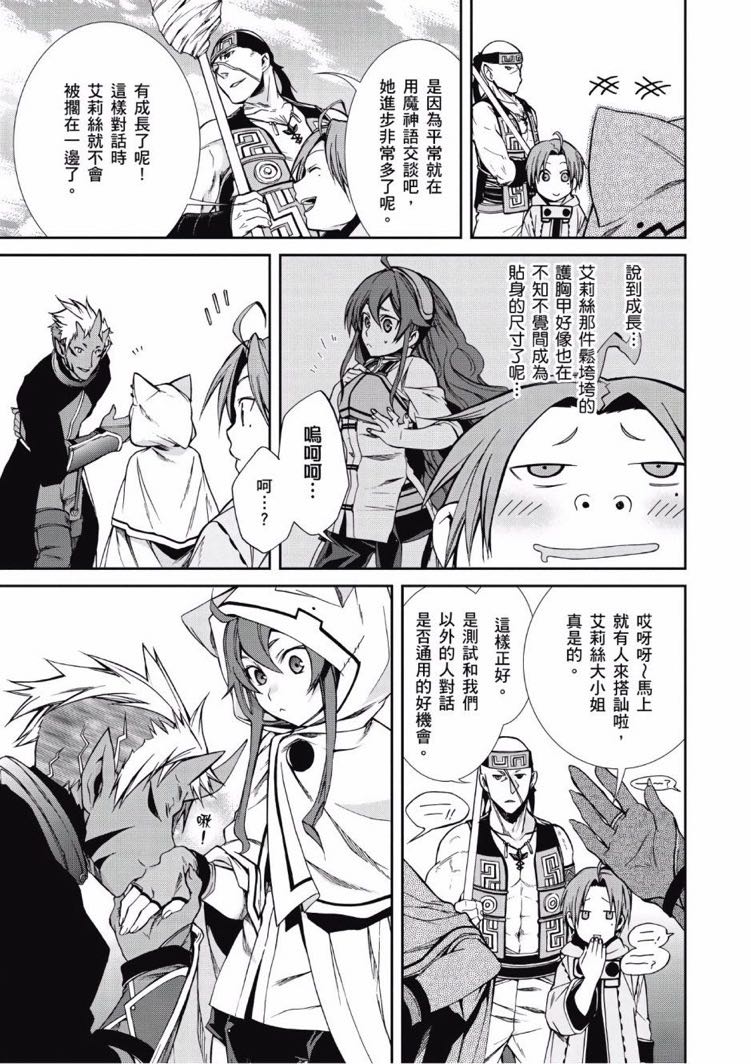 是因為平常就在
用魔神語交談吧，
她進步非常多了呢。
有成長了呢！
這樣對話時
艾莉絲就不會
被擱在一邊了。
說到成長…
艾莉絲那件鬆垮垮的
護胸甲好像也在
不知不覺間成為
貼身的尺寸了呢…
嗚呵呵…
呵…？
哎呀呀～馬上
就有人來搭訕啦，
艾莉絲大小姐
真是的。
這樣正好。
是測試和我們
以外的人對話
是否通用的好機會。
啾！